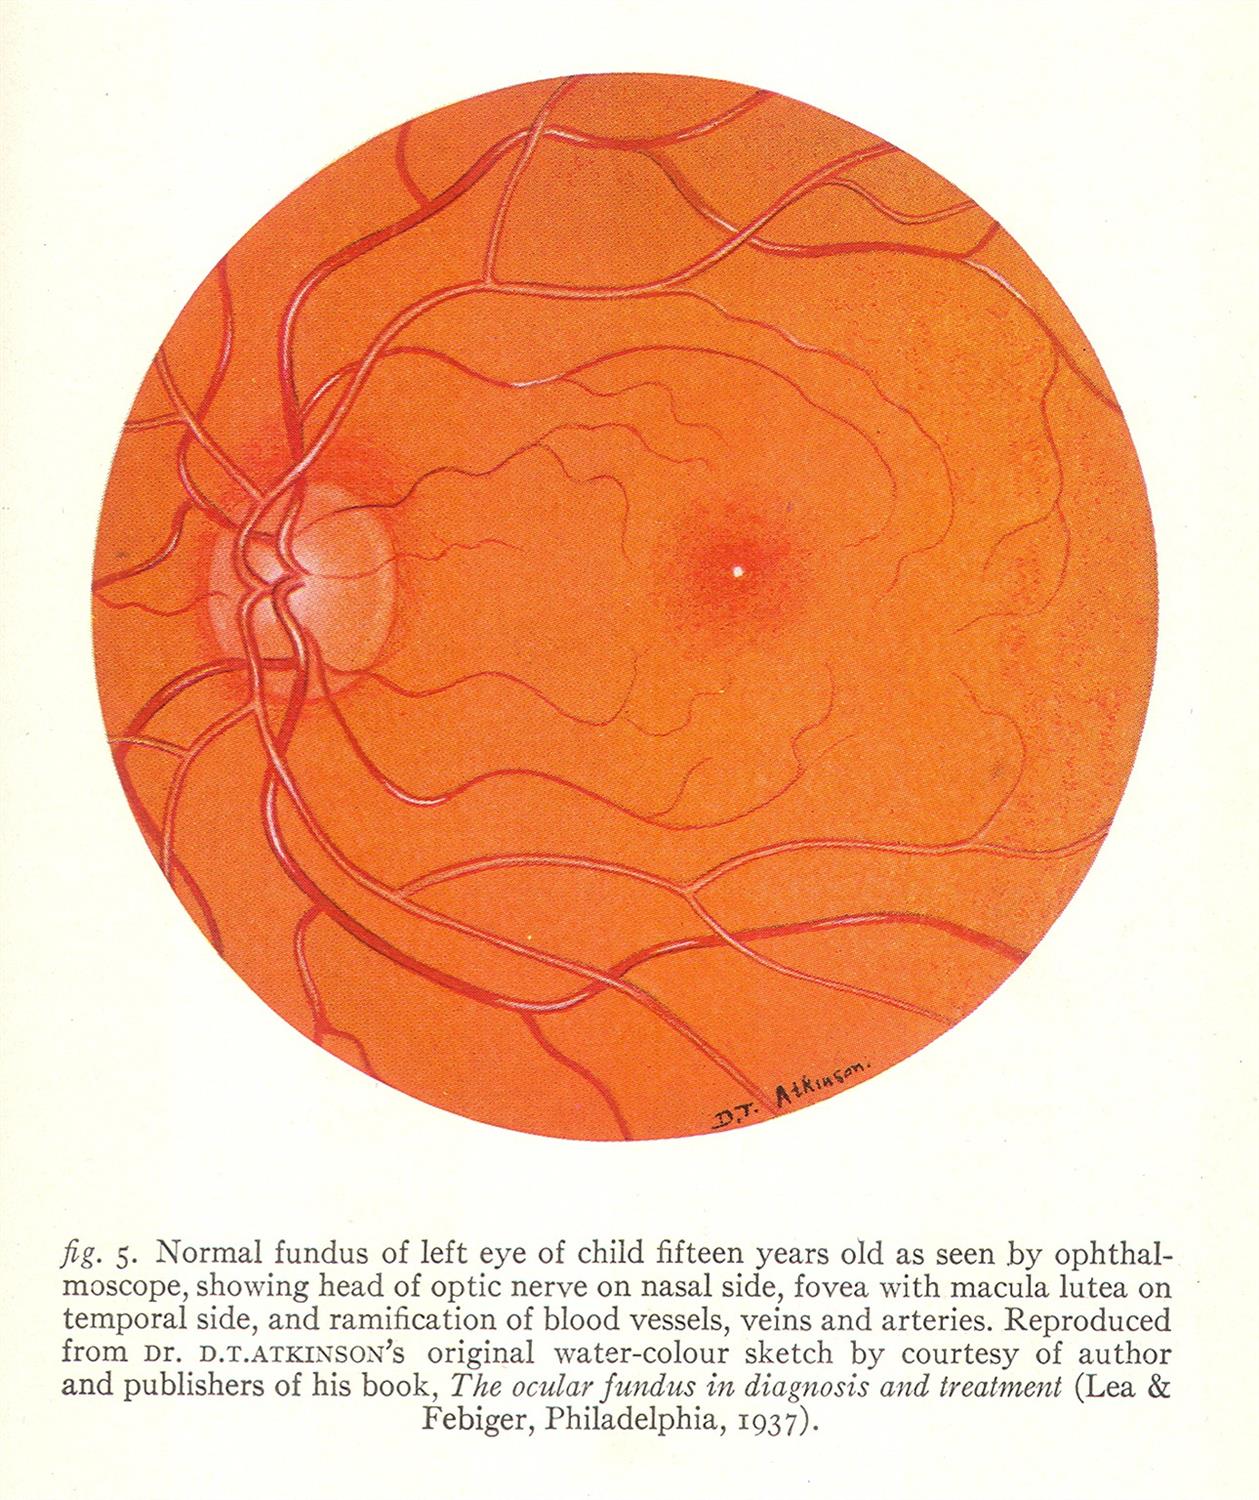 D.T. Atkinson.
fig. 5. Normal fundus of left eye of child fifteen years old as seen by ophthal-
moscope, showing head of optic nerve on nasal side, fovea with macula lutea on
temporal side, and ramification of blood vessels, veins and arteries. Reproduced
from Dr. D.T.ATKINSON's original water-colour sketch by courtesy of author
and publishers of his book, The ocular fundus in diagnosis and treatment (Lea &
Febiger, Philadelphia, 1937).